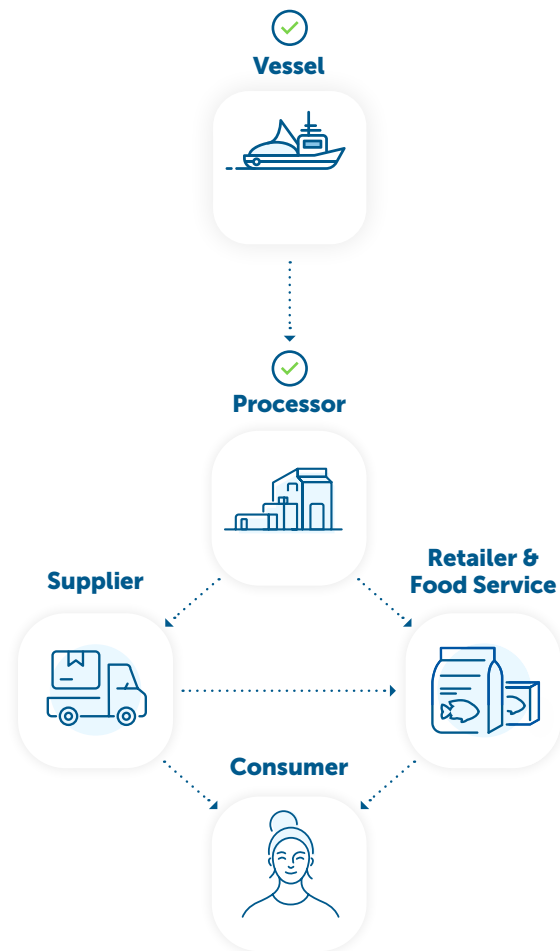 Vessel
Processor
Supplier
Retailer &
Food Service
Consumer